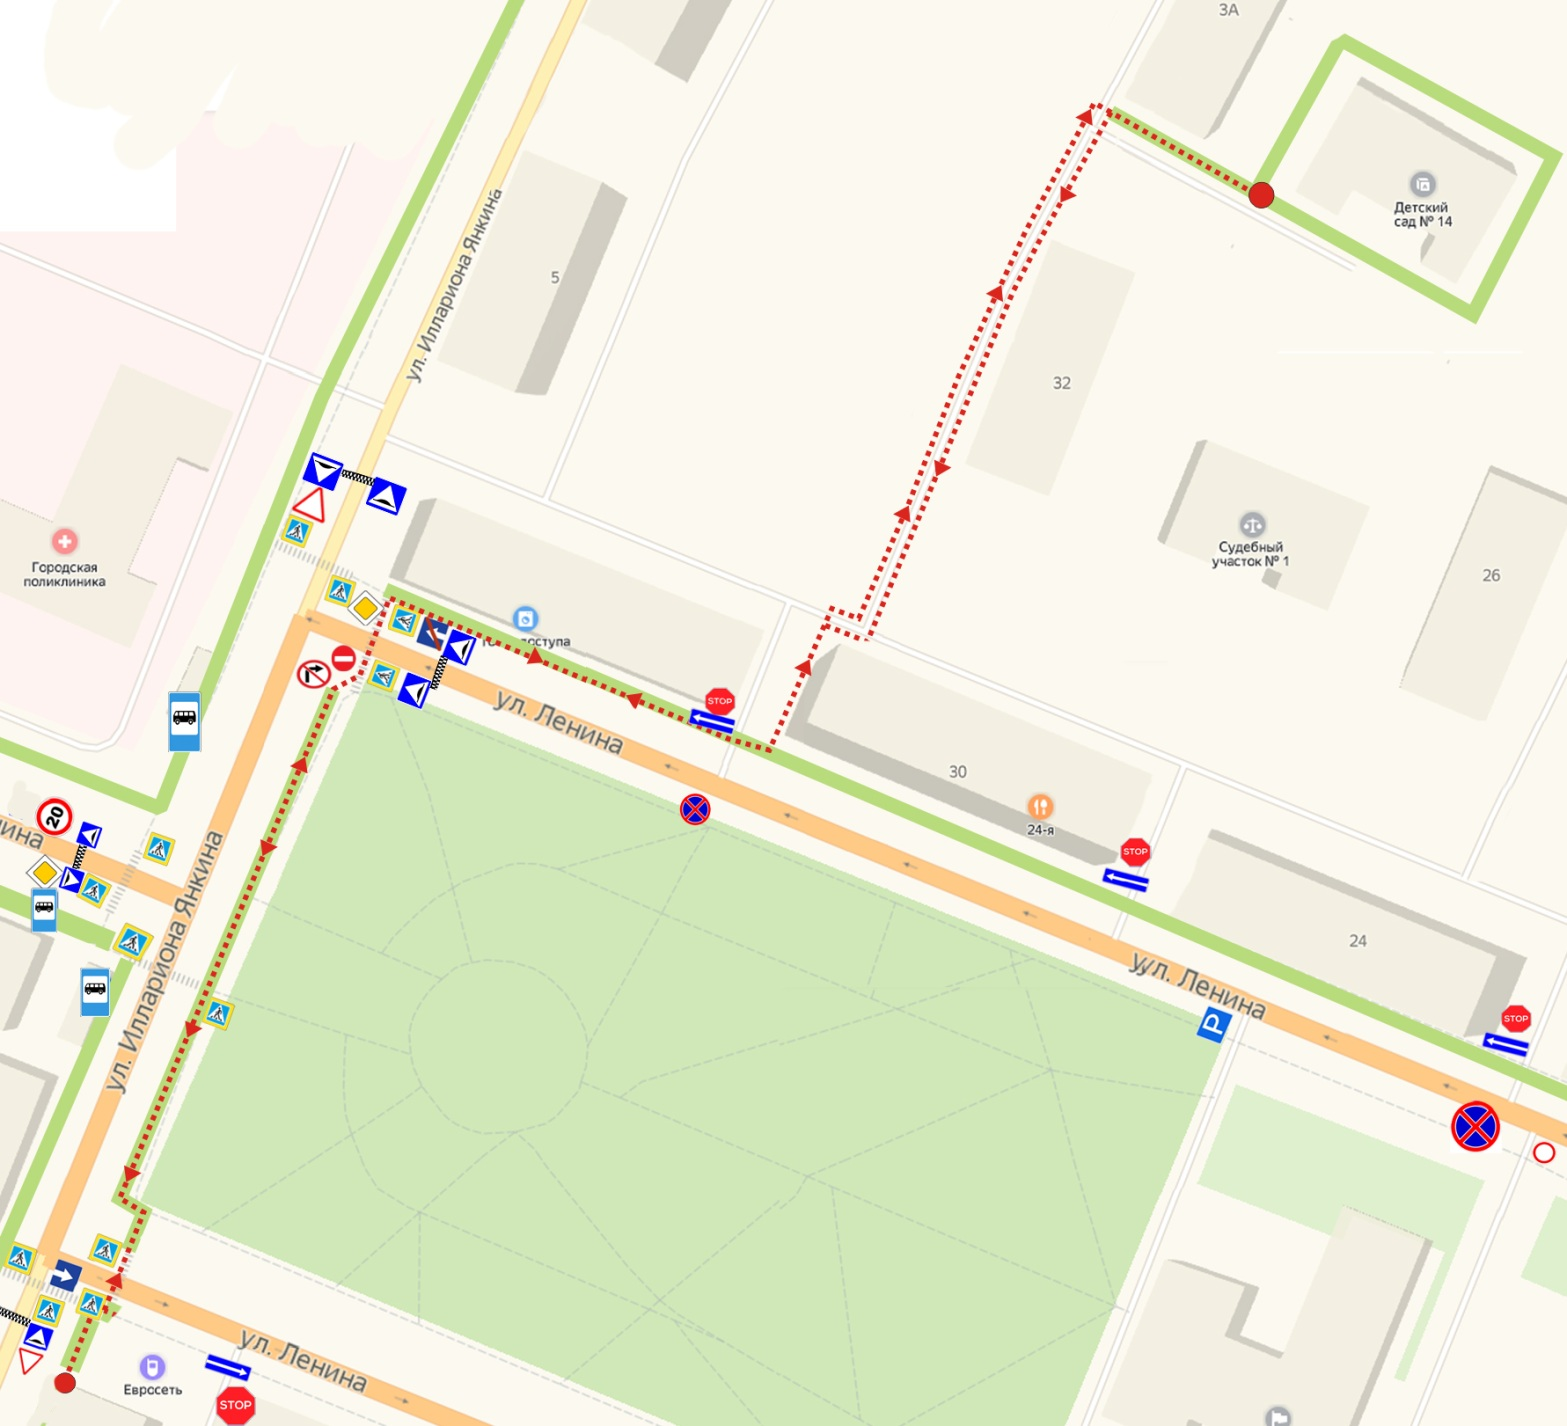 3А
Детский
сад № 14
ул. Иллариона Янкина
5
32
Городская
поликлиника
Судебный
участок № 1
26
STOP
ул. Ленина
30
24-я
STOP
20
ул. Иллариона Янкина
24
ул. Ленина
STOP
P
ул. Ленина
Евросеть
STOP